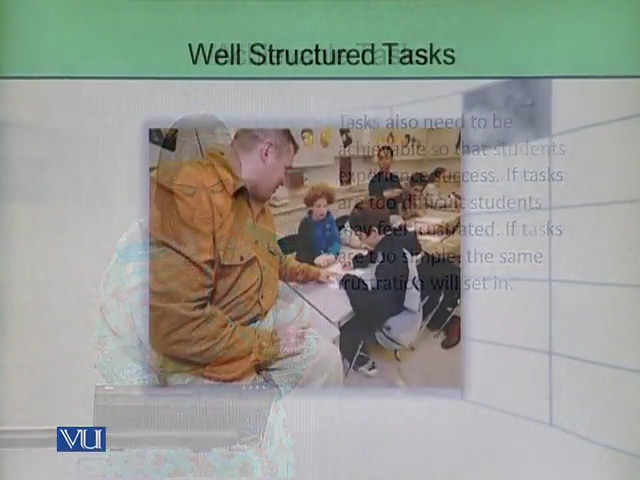 Well Structured Tasks
Tasks also need to be
achievable so that students
experience success. If tasks
are too difficult students
may feel frustrated. If tasks
are too simple, the same
frustration will set in.
VU